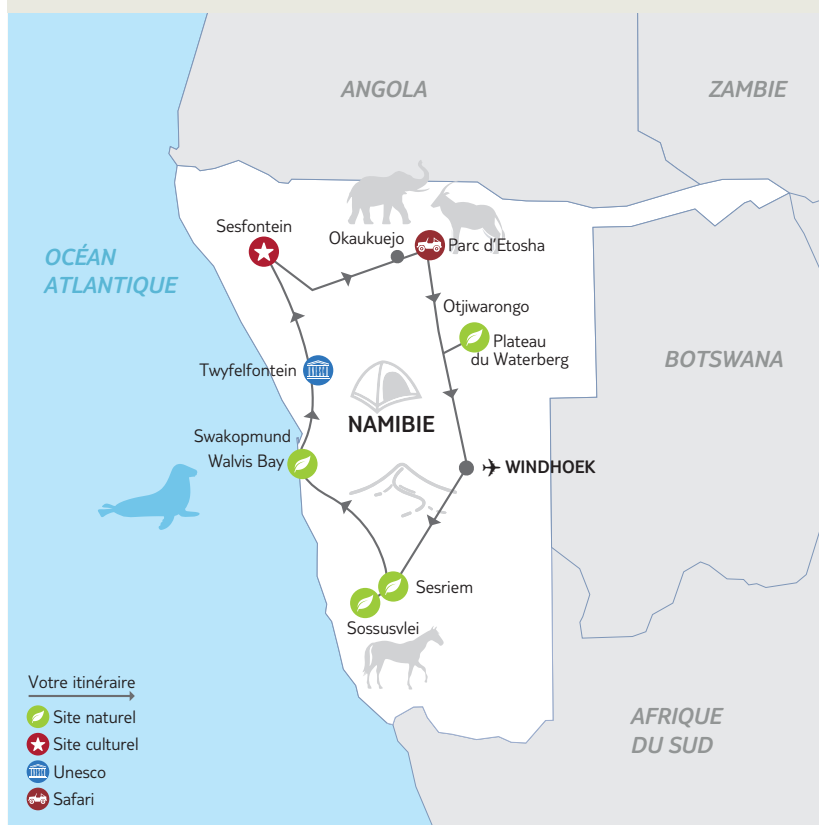 ANGOLA
ZAMBIE
Sesfontein
Okaukuejo
Parc d'Etosha
OCÉAN
ATLANTIQUE
Otjiwarongo
Plateau
du Waterberg
BOTSWANA
Twyfelfontein
NAMIBIE
Swakopmund
Walvis Bay
WINDHOEK
Sesriem
Sossusvlei
Votre itinéraire
Site naturel
Site culturel
Unesco
Safari
AFRIQUE
DU SUD